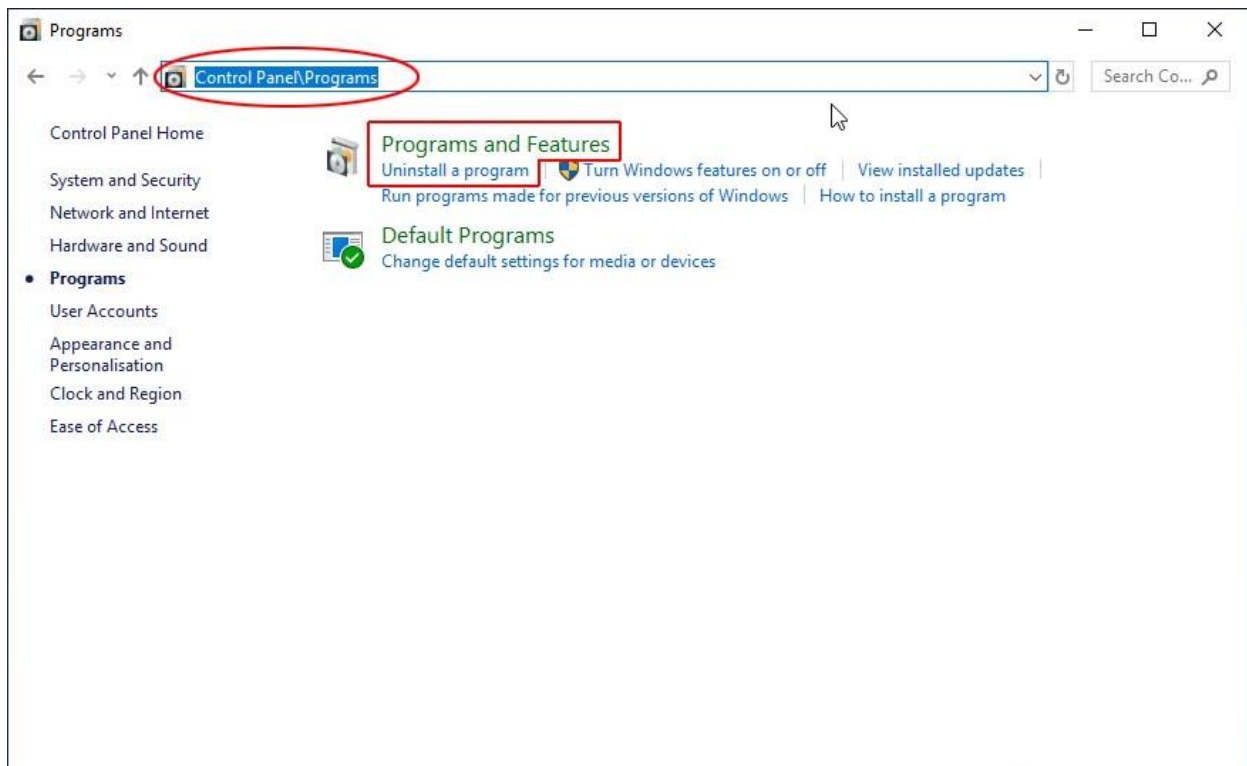 Programs
Control Panel\Programs
Search Co...
Control Panel Home
System and Security
Network and Internet
Hardware and Sound
Programs
User Accounts
Appearance and
Personalisation
Clock and Region
Ease of Access
Programs and Features
Uninstall a program
Turn Windows features on or off
View installed updates
Run programs made for previous versions of Windows
How to install a program
Default Programs
Change default settings for media or devices